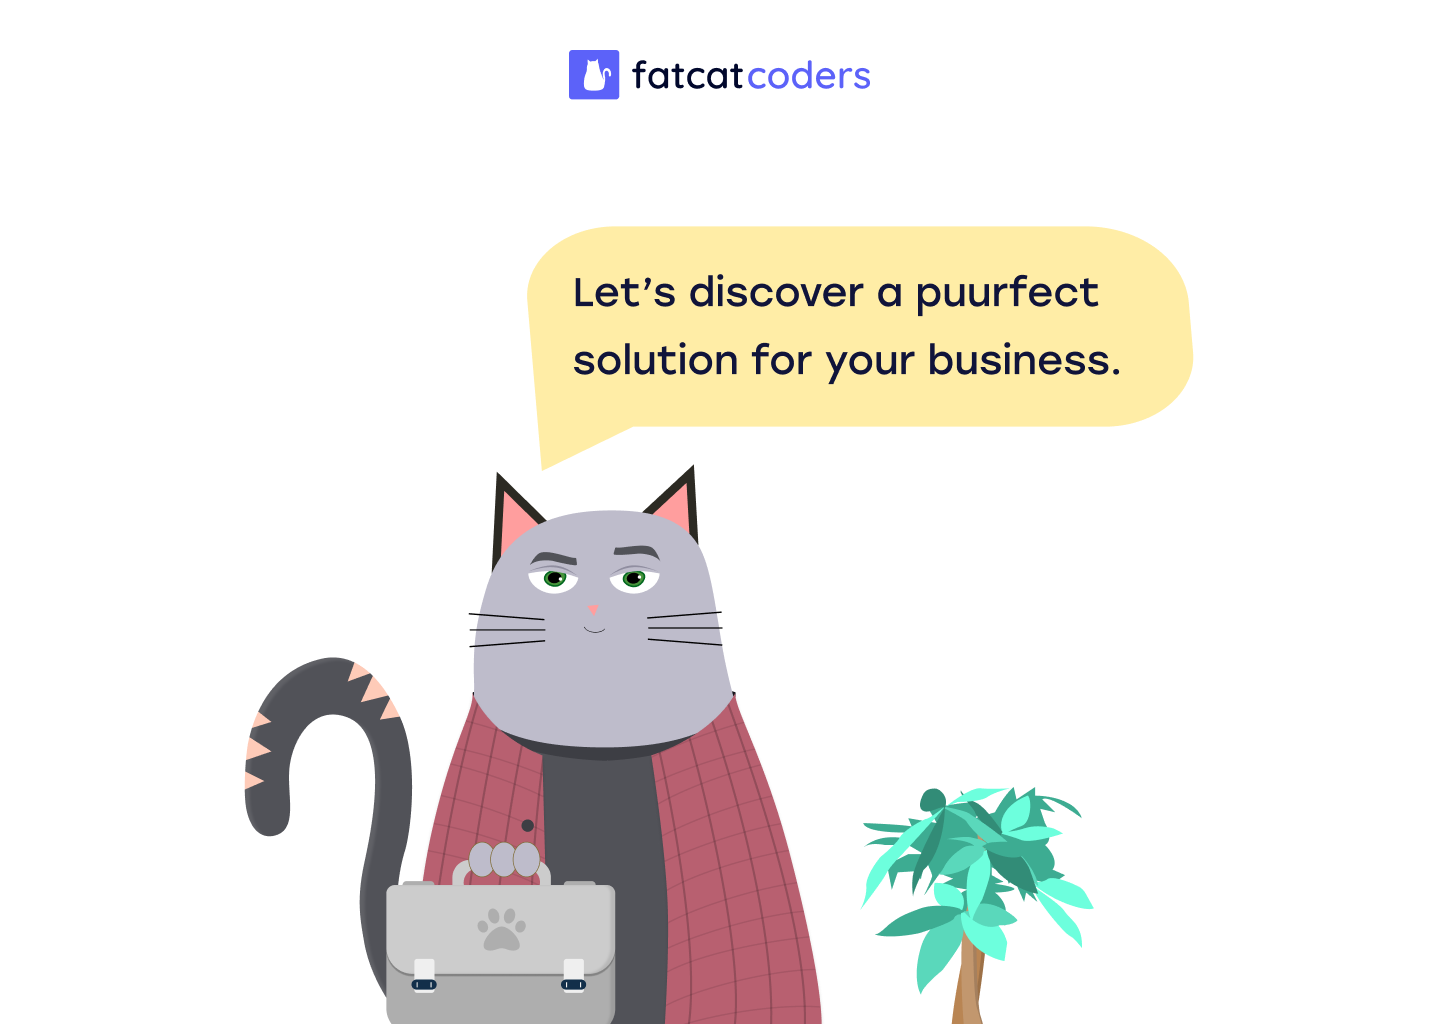 fatcatcoders
Let’s discover a puurfect
solution for your business.